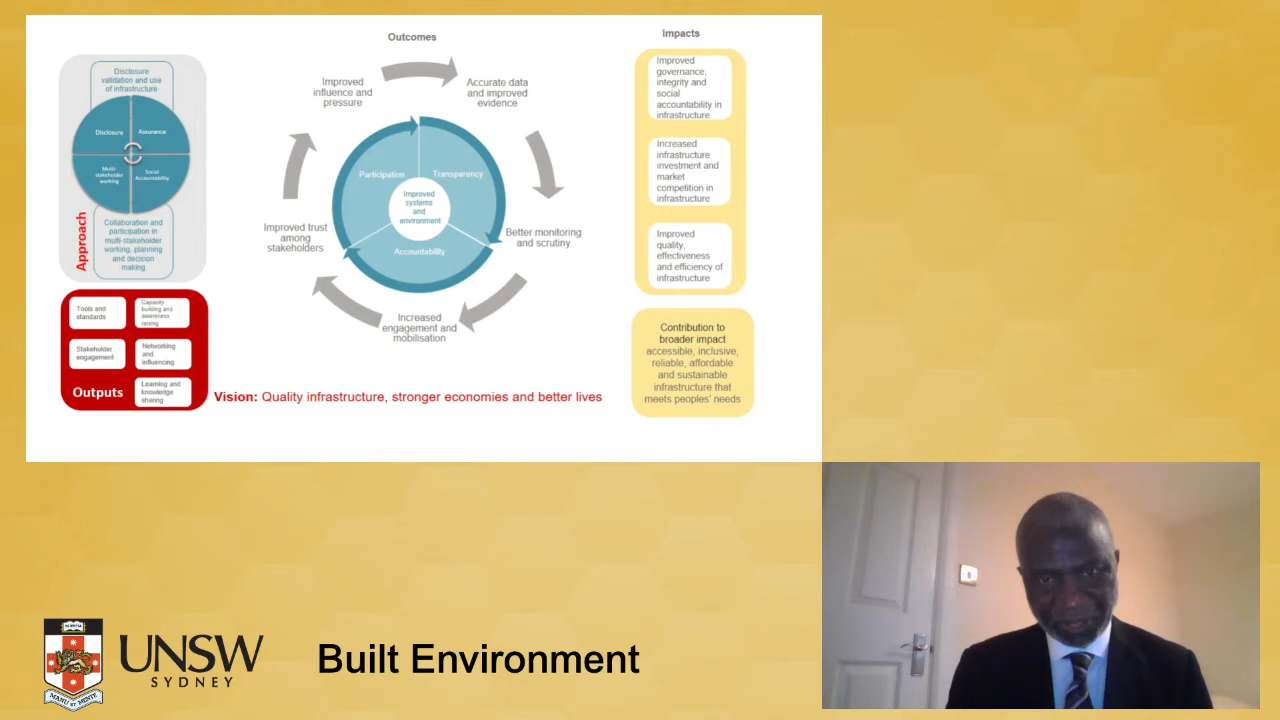 Outcomes
Impacts
Disclosure
validation and use
of infrastructure
Disclosure
Assurance
Multi
stakeholder
working
Social
Accountability
Approach
Collaboration and
participation in
multi-stakeholder
working, planning
and decision
making
Tools and
standards
Capacity
building and
awareness
raising
Stakeholder
engagement
Networking
and
influencing
Outputs
Learning and
knowledge
sharing
Improved
influence and
pressure
Accurate data
and improved
evidence
Participation
Transparency
Improved
systems
and
environment
Accountability
Improved trust
among
stakeholders
Better monitoring
and scrutiny
Increased
engagement and
mobilisation
Vision: Quality infrastructure, stronger economies and better lives
Improved
governance,
integrity and
social
accountability in
infrastructure
Increased
infrastructure
investment and
market
competition in
infrastructure
Improved
quality,
effectiveness
and efficiency of
infrastructure
Contribution to
broader impact
accessible, inclusive,
reliable, affordable
and sustainable
infrastructure that
meets peoples' needs
UNSW
SYDNEY
MANU ET MENTE
Built Environment